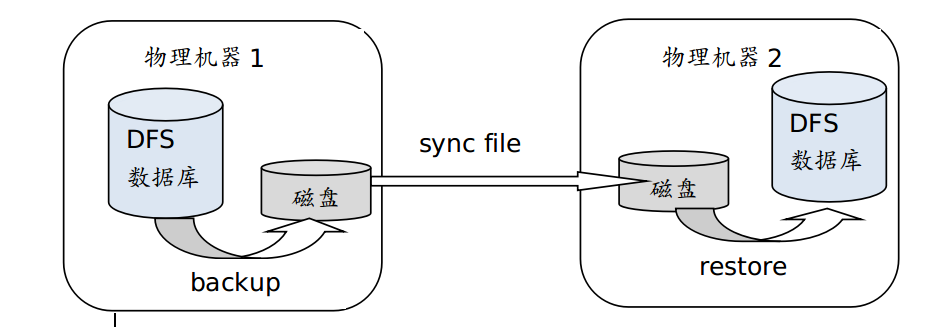 物理机器 1
DFS
数据库
磁盘
backup
sync file
物理机器 2
磁盘
DFS
数据库
restore